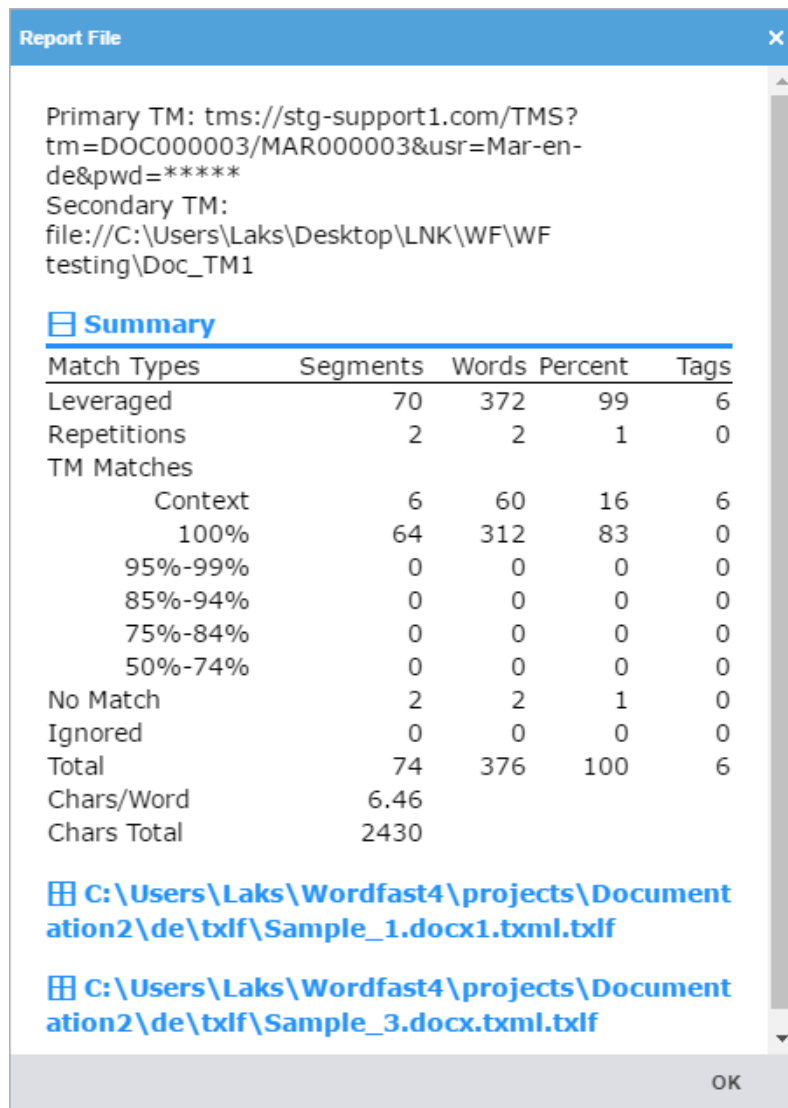 Report File
Primary TM: tms://stg-support1.com/TMS?
tm=DOC000003/MAR000003&usr=Mar-en-
de&pwd=*****
Secondary TM:
file://C:\Users\Laks\Desktop\LNK\WF\WF
testing\Doc_TM1
Summary
Match Types Segments Words Percent Tags
Leveraged 70 372 99 6
Repetitions 2 2 1 0
TM Matches
Context 6 60 16 6
100% 64 312 83 0
95%-99% 0 0 0 0
85%-94% 0 0 0 0
75%-84% 0 0 0 0
50%-74% 0 0 0 0
No Match 2 2 1 0
Ignored 0 0 0 0
Total 74 376 100 6
Chars/Word 6.46
Chars Total 2430
C:\Users\Laks\Wordfast4\projects\Document
ation2\de\txlf\Sample_1.docx1.txml.txlf
C:\Users\Laks\Wordfast4\projects\Document
ation2\de\txlf\Sample_3.docx.txml.txlf
OK